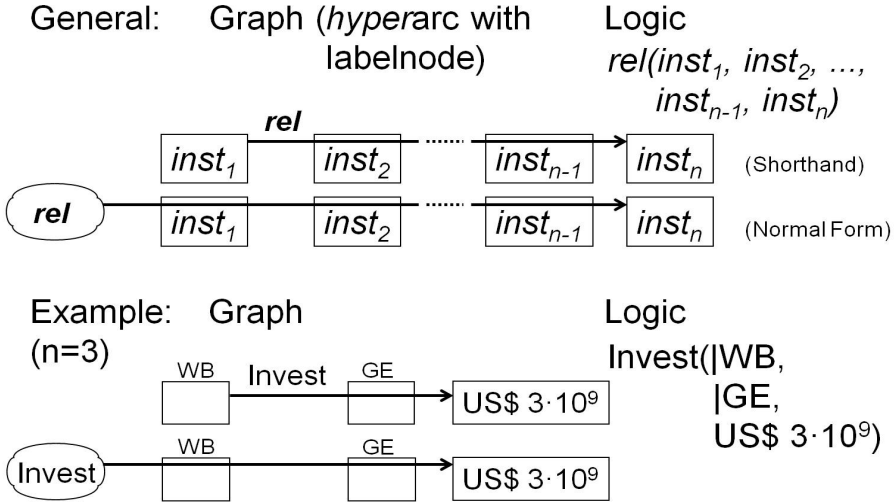 General: Graph (hyperarc with Logic
labelnode) rel(inst₁, inst₂, ...,
instₙ₋₁, instₙ)
rel
inst₁ inst₂ ........ instₙ₋₁ instₙ (Shorthand)
rel inst₁ inst₂ ........ instₙ₋₁ instₙ (Normal Form)
Example: Graph Logic
(n=3) Invest(|WB,
WB Invest GE |GE,
US$ 3·10⁹ US$ 3·10⁹)
WB GE
Invest US$ 3·10⁹